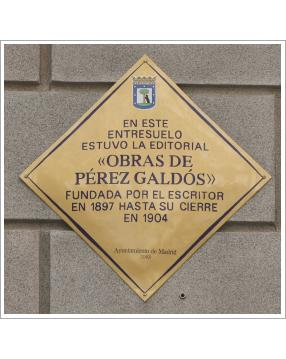 EN ESTE
ENTRESUELO
ESTUVO LA EDITORIAL
«OBRAS DE
PÉREZ GALDÓS»
FUNDADA POR EL ESCRITOR
EN 1897 HASTA SU CIERRE
EN 1904
Ayuntamiento de Madrid